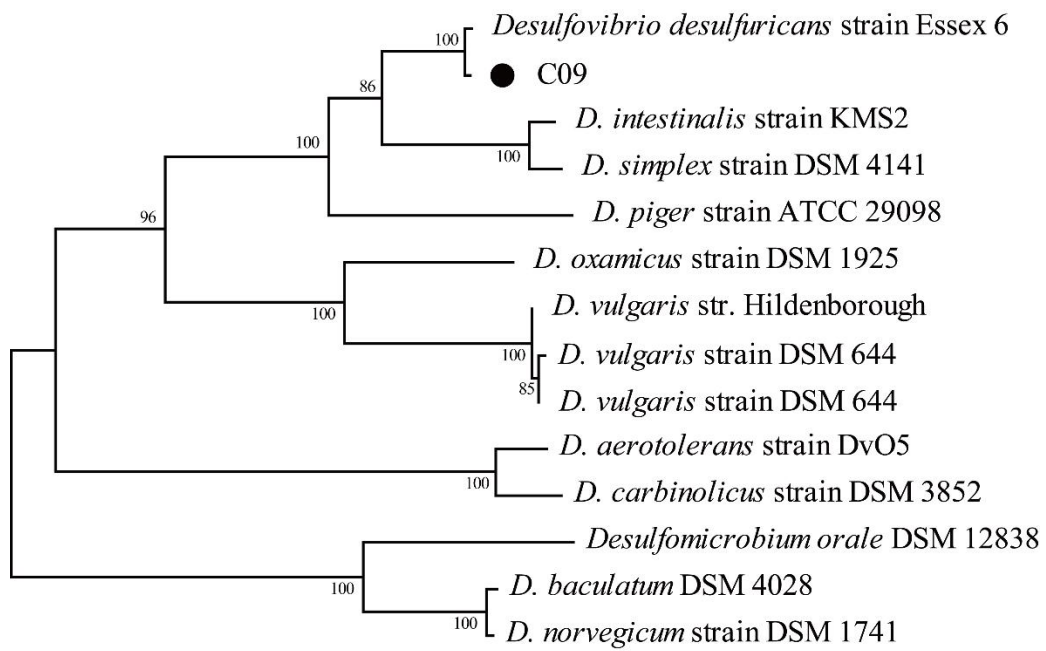 Desulfovibrio desulfuricans strain Essex 6
100
C09
86
D. intestinalis strain KMS2
100
100
D. simplex strain DSM 4141
D. piger strain ATCC 29098
96
D. oxamicus strain DSM 1925
100
D. vulgaris str. Hildenborough
100
D. vulgaris strain DSM 644
85
D. vulgaris strain DSM 644
D. aerotolerans strain DvO5
100
D. carbinolicus strain DSM 3852
Desulfomicrobium orale DSM 12838
100
D. baculatum DSM 4028
100
D. norvegicum strain DSM 1741